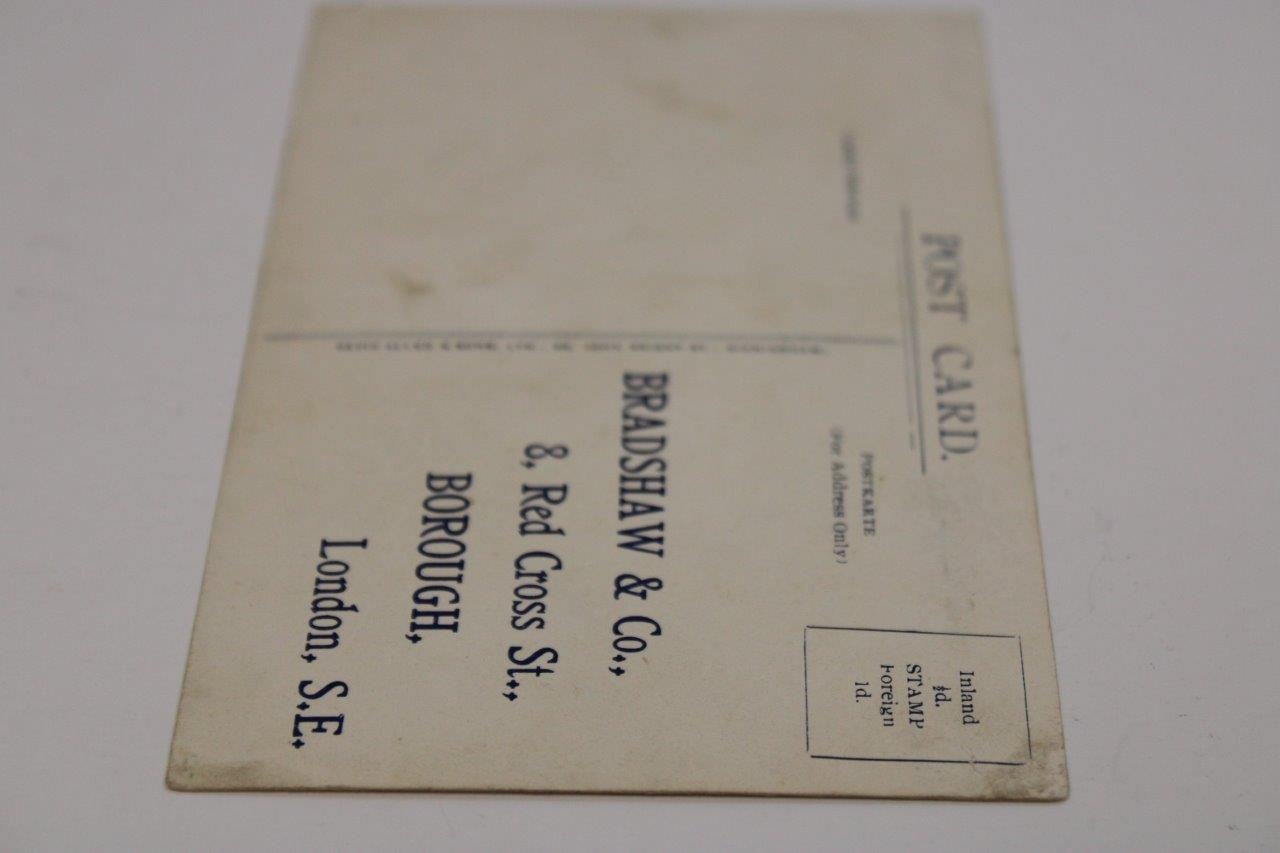 POST CARD.
POSTKARTE
(For Address Only)
Inland
½d.
STAMP
Foreign
1d.
BRADSHAW & Co.,
8, Red Cross St.,
BOROUGH,
London, S.E.